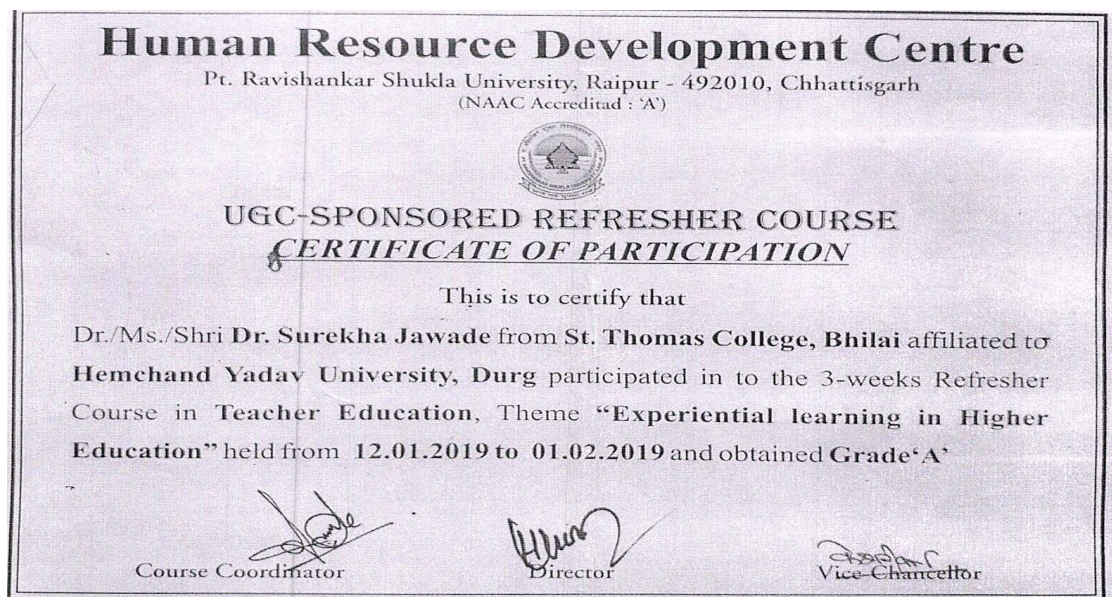 Human Resource Development Centre
Pt. Ravishankar Shukla University, Raipur - 492010, Chhattisgarh
(NAAC Accreditad : 'A')
UGC-SPONSORED REFRESHER COURSE
CERTIFICATE OF PARTICIPATION
This is to certify that
Dr./Ms./Shri Dr. Surekha Jawade from St. Thomas College, Bhilai affiliated to
Hemchand Yadav University, Durg participated in to the 3-weeks Refresher
Course in Teacher Education, Theme “Experiential learning in Higher
Education” held from 12.01.2019 to 01.02.2019 and obtained Grade‘A’
Course Coordinator Director Vice-Chancellor